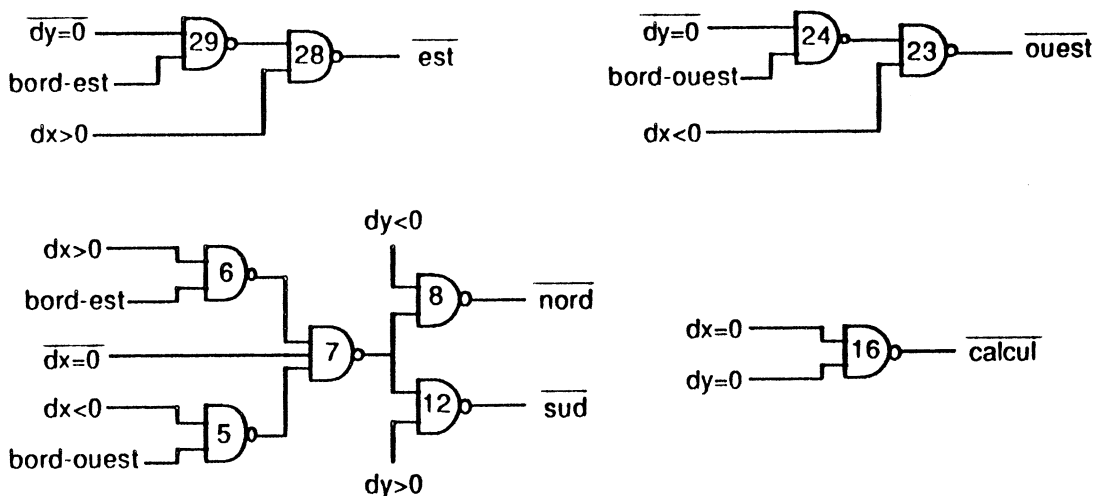 dy=0
29
28
est
bord-est
dx>0
dy=0
24
23
ouest
bord-ouest
dx<0
dy<0
dx>0
6
bord-est
8
nord
dx=0
7
dx<0
5
12
sud
bord-ouest
dy>0
dx=0
16
calcul
dy=0